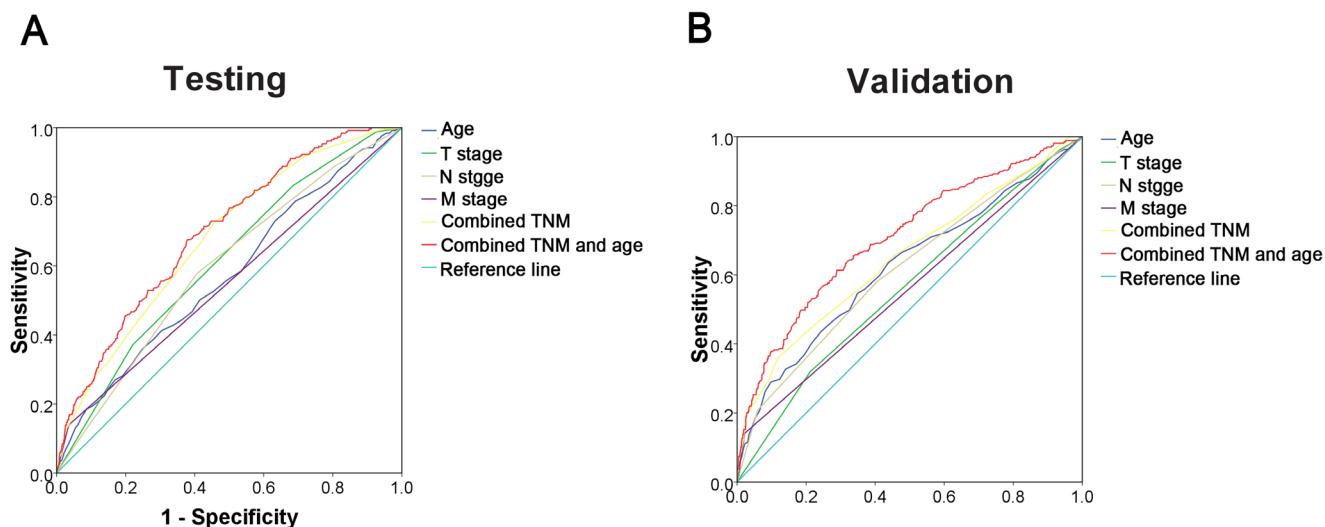 A
Testing
1.0
0.8
0.6
0.4
0.2
0.0
Sensitivity
0.0 0.2 0.4 0.6 0.8 1.0
1 - Specificity
Age
T stage
N stgge
M stage
Combined TNM
Combined TNM and age
Reference line
B
Validation
1.0
0.8
0.6
0.4
0.2
0.0
Sensitivity
0.0 0.2 0.4 0.6 0.8 1.0
Age
T stage
N stgge
M stage
Combined TNM
Combined TNM and age
Reference line